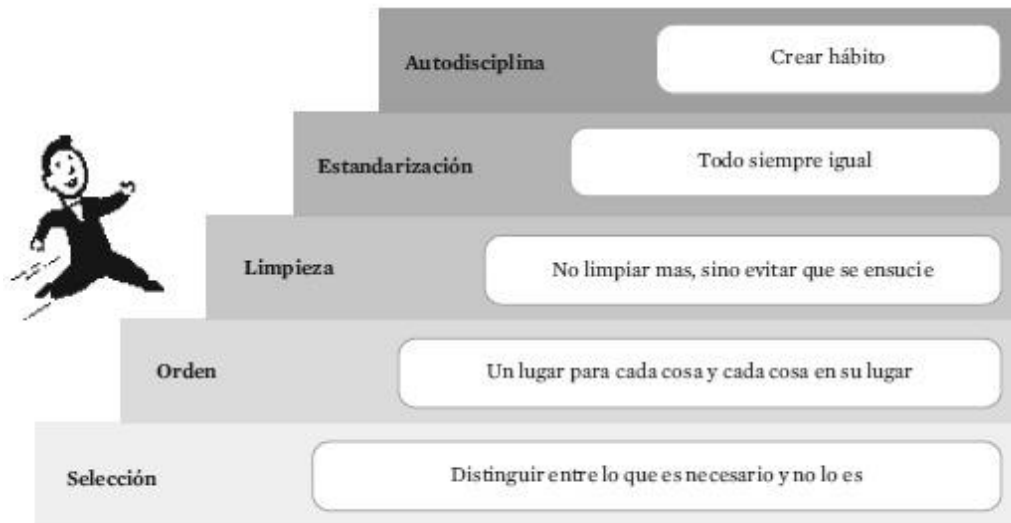 Autodisciplina
Crear hábito
Estandarización
Todo siempre igual
Limpieza
No limpiar mas, sino evitar que se ensucie
Orden
Un lugar para cada cosa y cada cosa en su lugar
Selección
Distinguir entre lo que es necesario y no lo es